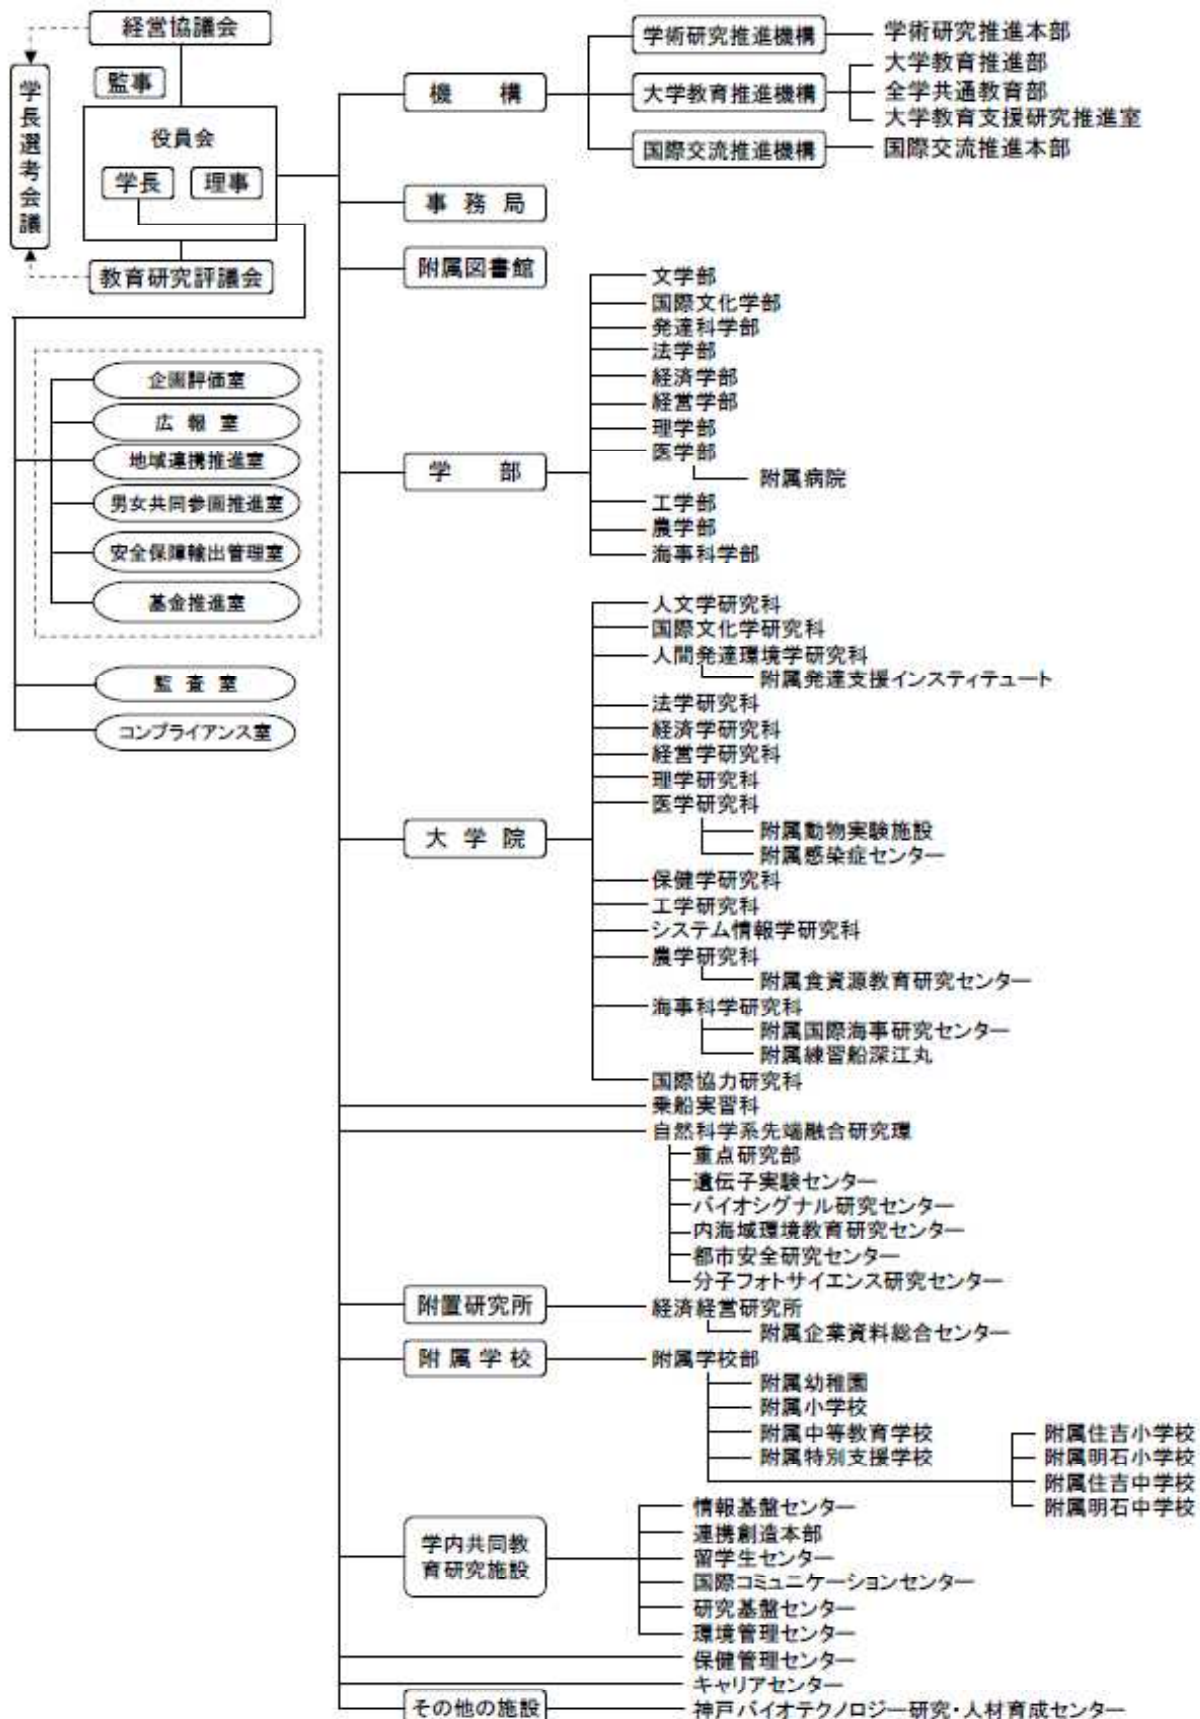 経営協議会
監事
学長選考会議
役員会
学長
理事
教育研究評議会
企画評価室
広報室
地域連携推進室
男女共同参画推進室
安全保障輸出管理室
基金推進室
監査室
コンプライアンス室
機構
学術研究推進機構
学術研究推進本部
大学教育推進機構
大学教育推進部
全学共通教育部
大学教育支援研究推進室
国際交流推進機構
国際交流推進本部
事務局
附属図書館
学部
文学部
国際文化学部
発達科学部
法学部
経済学部
経営学部
理学部
医学部
附属病院
工学部
農学部
海事科学部
大学院
人文学研究科
国際文化学研究科
人間発達環境学研究科
附属発達支援インスティテュート
法学研究科
経済学研究科
経営学研究科
理学研究科
医学研究科
附属動物実験施設
附属感染症センター
保健学研究科
工学研究科
システム情報学研究科
農学研究科
附属食資源教育研究センター
海事科学研究科
附属国際海事研究センター
附属練習船深江丸
国際協力研究科
乗船実習科
自然科学系先端融合研究環
重点研究部
遺伝子実験センター
バイオシグナル研究センター
内海域環境教育研究センター
都市安全研究センター
分子フォトサイエンス研究センター
附置研究所
経済経営研究所
附属企業資料総合センター
附属学校
附属学校部
附属幼稚園
附属小学校
附属中等教育学校
附属特別支援学校
附属住吉小学校
附属明石小学校
附属住吉中学校
附属明石中学校
学内共同教
育研究施設
情報基盤センター
連携創造本部
留学生センター
国際コミュニケーションセンター
研究基盤センター
環境管理センター
保健管理センター
キャリアセンター
その他の施設
神戸バイオテクノロジー研究・人材育成センター